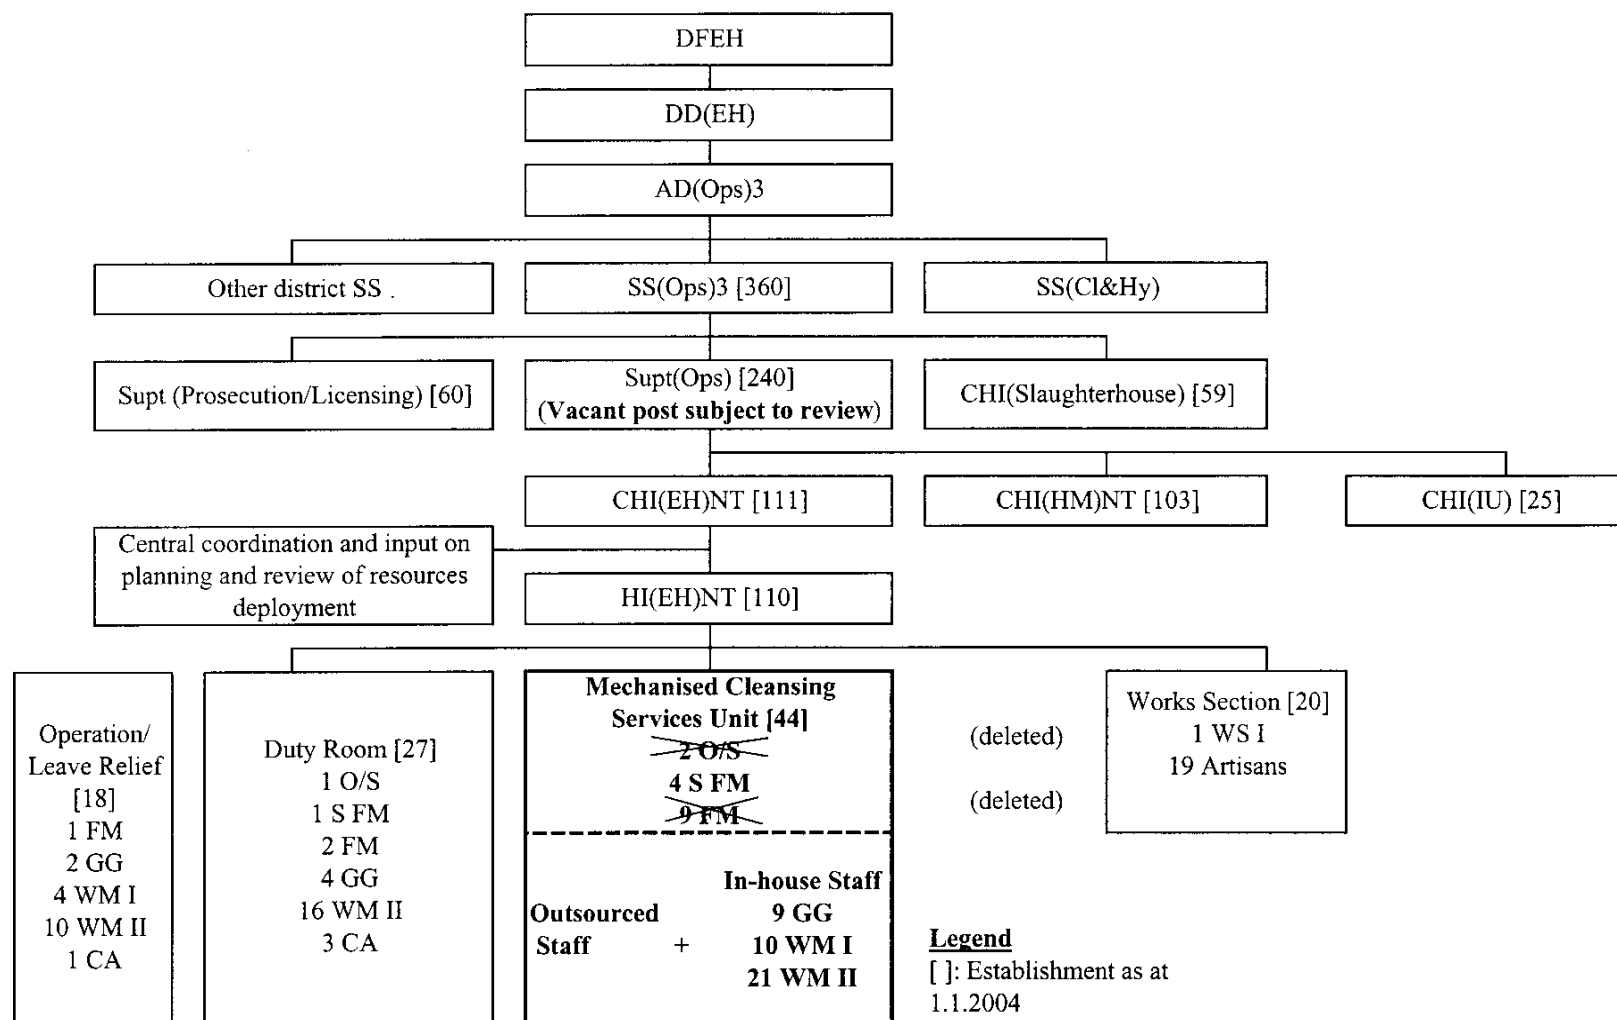 DFEH
DD(EH)
AD(Ops)3
Other district SS .
SS(Ops)3 [360]
SS(Cl&Hy)
Supt (Prosecution/Licensing) [60]
Supt(Ops) [240]
(Vacant post subject to review)
CHI(Slaughterhouse) [59]
CHI(EH)NT [111]
CHI(HM)NT [103]
CHI(IU) [25]
Central coordination and input on
planning and review of resources
deployment
HI(EH)NT [110]
Operation/
Leave Relief
[18]
1 FM
2 GG
4 WM I
10 WM II
1 CA
Duty Room [27]
1 O/S
1 S FM
2 FM
4 GG
16 WM II
3 CA
Mechanised Cleansing
Services Unit [44]
2 O/S
4 S FM
9 FM
(deleted)
(deleted)
Outsourced
Staff
+
In-house Staff
9 GG
10 WM I
21 WM II
Works Section [20]
1 WS I
19 Artisans
Legend
[ ]: Establishment as at
1.1.2004